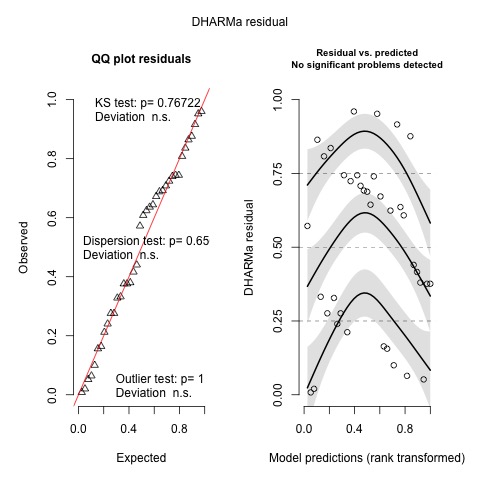 DHARMa residual
QQ plot residuals
KS test: p= 0.76722
Deviation n.s.
Dispersion test: p= 0.65
Deviation n.s.
Outlier test: p= 1
Deviation n.s.
Observed
0.0 0.2 0.4 0.6 0.8 1.0
0.0 0.4 0.8
Expected
Residual vs. predicted
No significant problems detected
DHARMa residual
0.00 0.25 0.50 0.75 1.00
0.0 0.4 0.8
Model predictions (rank transformed)